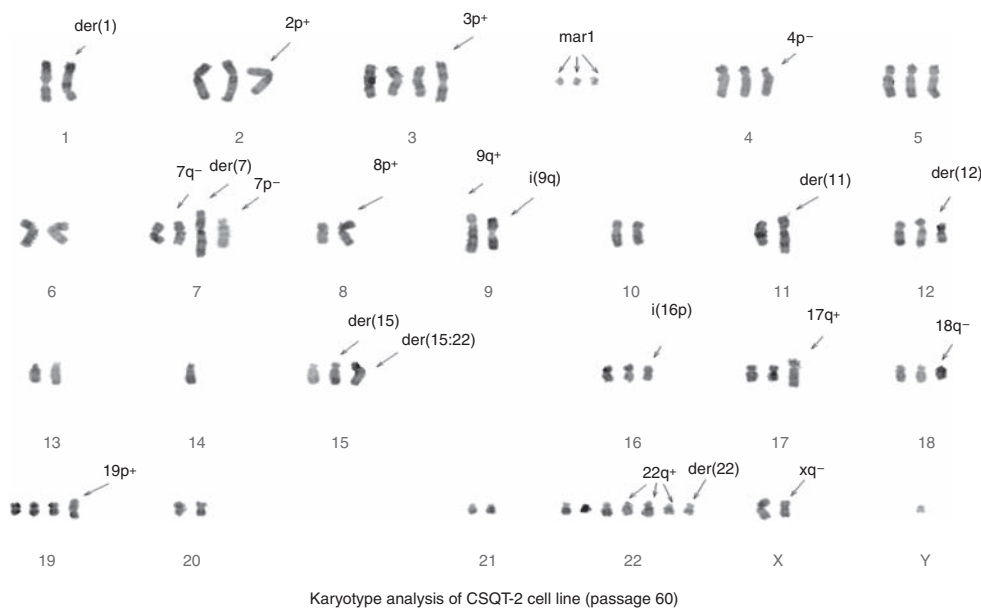 der(1) 2p+ 3p+ mar1 4p−
1 2 3 4 5
7q− der(7) 7p− 8p+ 9q+ i(9q) der(11) der(12)
6 7 8 9 10 11 12
der(15) der(15:22) i(16p) 17q+ 18q−
13 14 15 16 17 18
19p+ 22q+ der(22) xq−
19 20 21 22 X Y
Karyotype analysis of CSQT-2 cell line (passage 60)